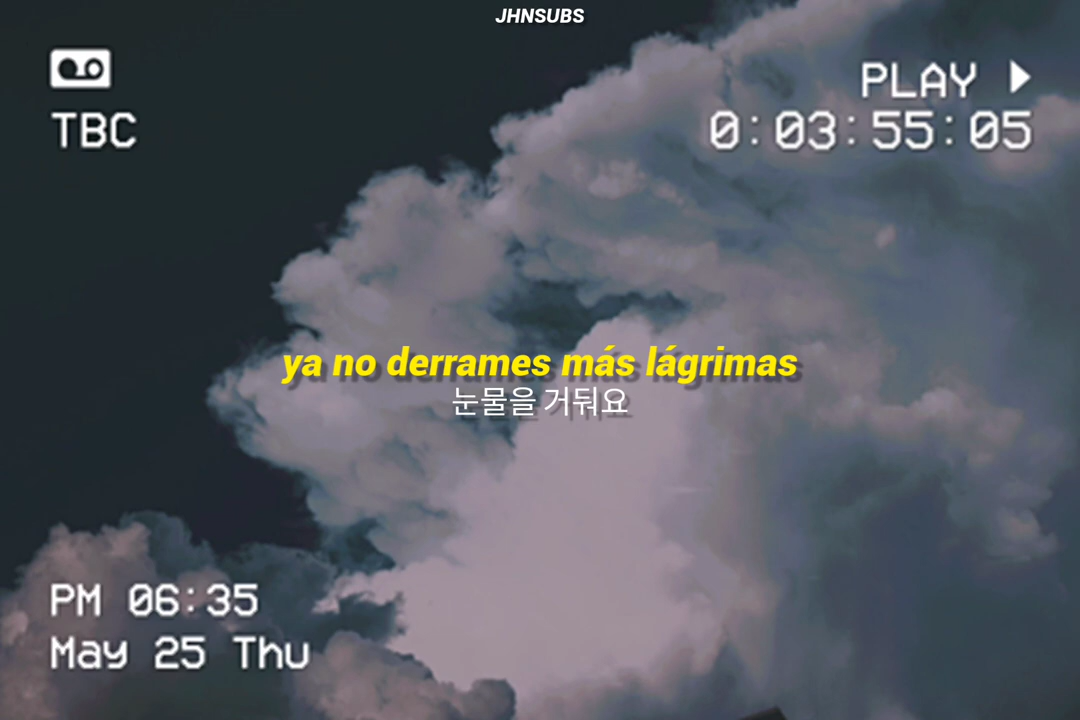 JHNSUBS
TBC
PLAY
0:03:55:05
ya no derrames más lágrimas
눈물을 거둬요
PM 06:35
May 25 Thu